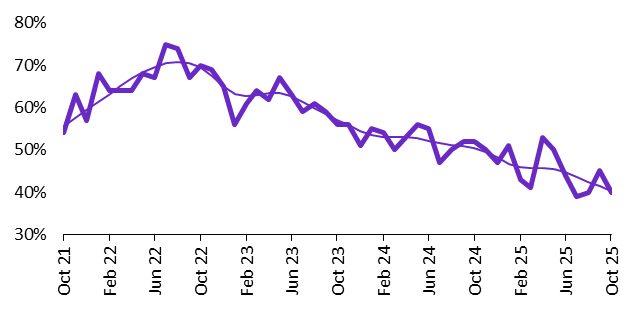 80%
70%
60%
50%
40%
30%
Oct 21
Feb 22
Jun 22
Oct 22
Feb 23
Jun 23
Oct 23
Feb 24
Jun 24
Oct 24
Feb 25
Jun 25
Oct 25